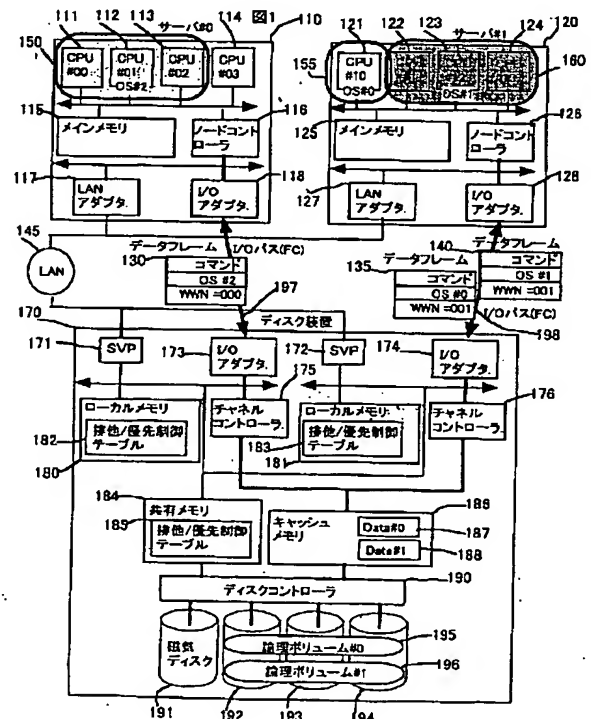 111 112 113 114 図1 110
サーバ#0
150
CPU #00
CPU #01
CPU #02
CPU #03
OS#2
115
メインメモリ
116
ノードコントローラ
117
LANアダプタ.
118
I/Oアダプタ.
121 122 123 124 120
サーバ#1
155
CPU #10
OS#0
OS#1
160
125
メインメモリ
126
ノードコントローラ
127
LANアダプタ.
128
I/Oアダプタ.
145
LAN
データフレーム
130
I/Oパス(FC)
コマンド
OS #2
WWN =000
197
135
データフレーム
コマンド
OS #0
WWN =001
140
データフレーム
コマンド
OS #1
WWN =001
I/Oパス(FC)
198
170
ディスク装置
171
SVP
173
I/Oアダプタ.
172
SVP
174
I/Oアダプタ.
175
176
ローカルメモリ
182
排他/優先制御テーブル
180
チャネルコントローラ.
ローカルメモリ
183
排他/優先制御テーブル
181
チャネルコントローラ.
184
共有メモリ
185
排他/優先制御テーブル
186
キャッシュメモリ
Data#0
187
Data#1
188
190
ディスクコントローラ
磁気ディスク
論理ボリューム#0
195
論理ボリューム#1
196
191 192 193 194